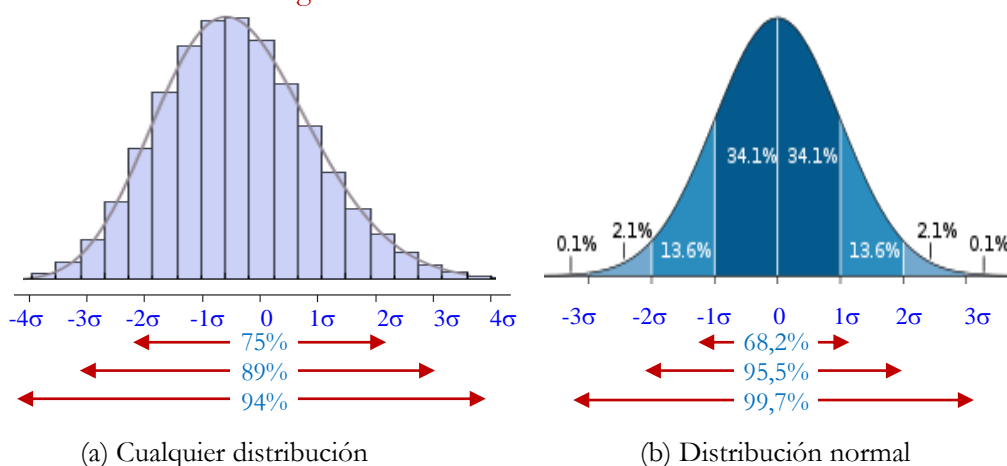 34.1% 34.1%
0.1% 2.1% 13.6% 13.6% 2.1% 0.1%
-4σ -3σ -2σ -1σ 0 1σ 2σ 3σ 4σ
75%
89%
94%
-3σ -2σ -1σ 0 1σ 2σ 3σ
68,2%
95,5%
99,7%
(a) Cualquier distribución
(b) Distribución normal